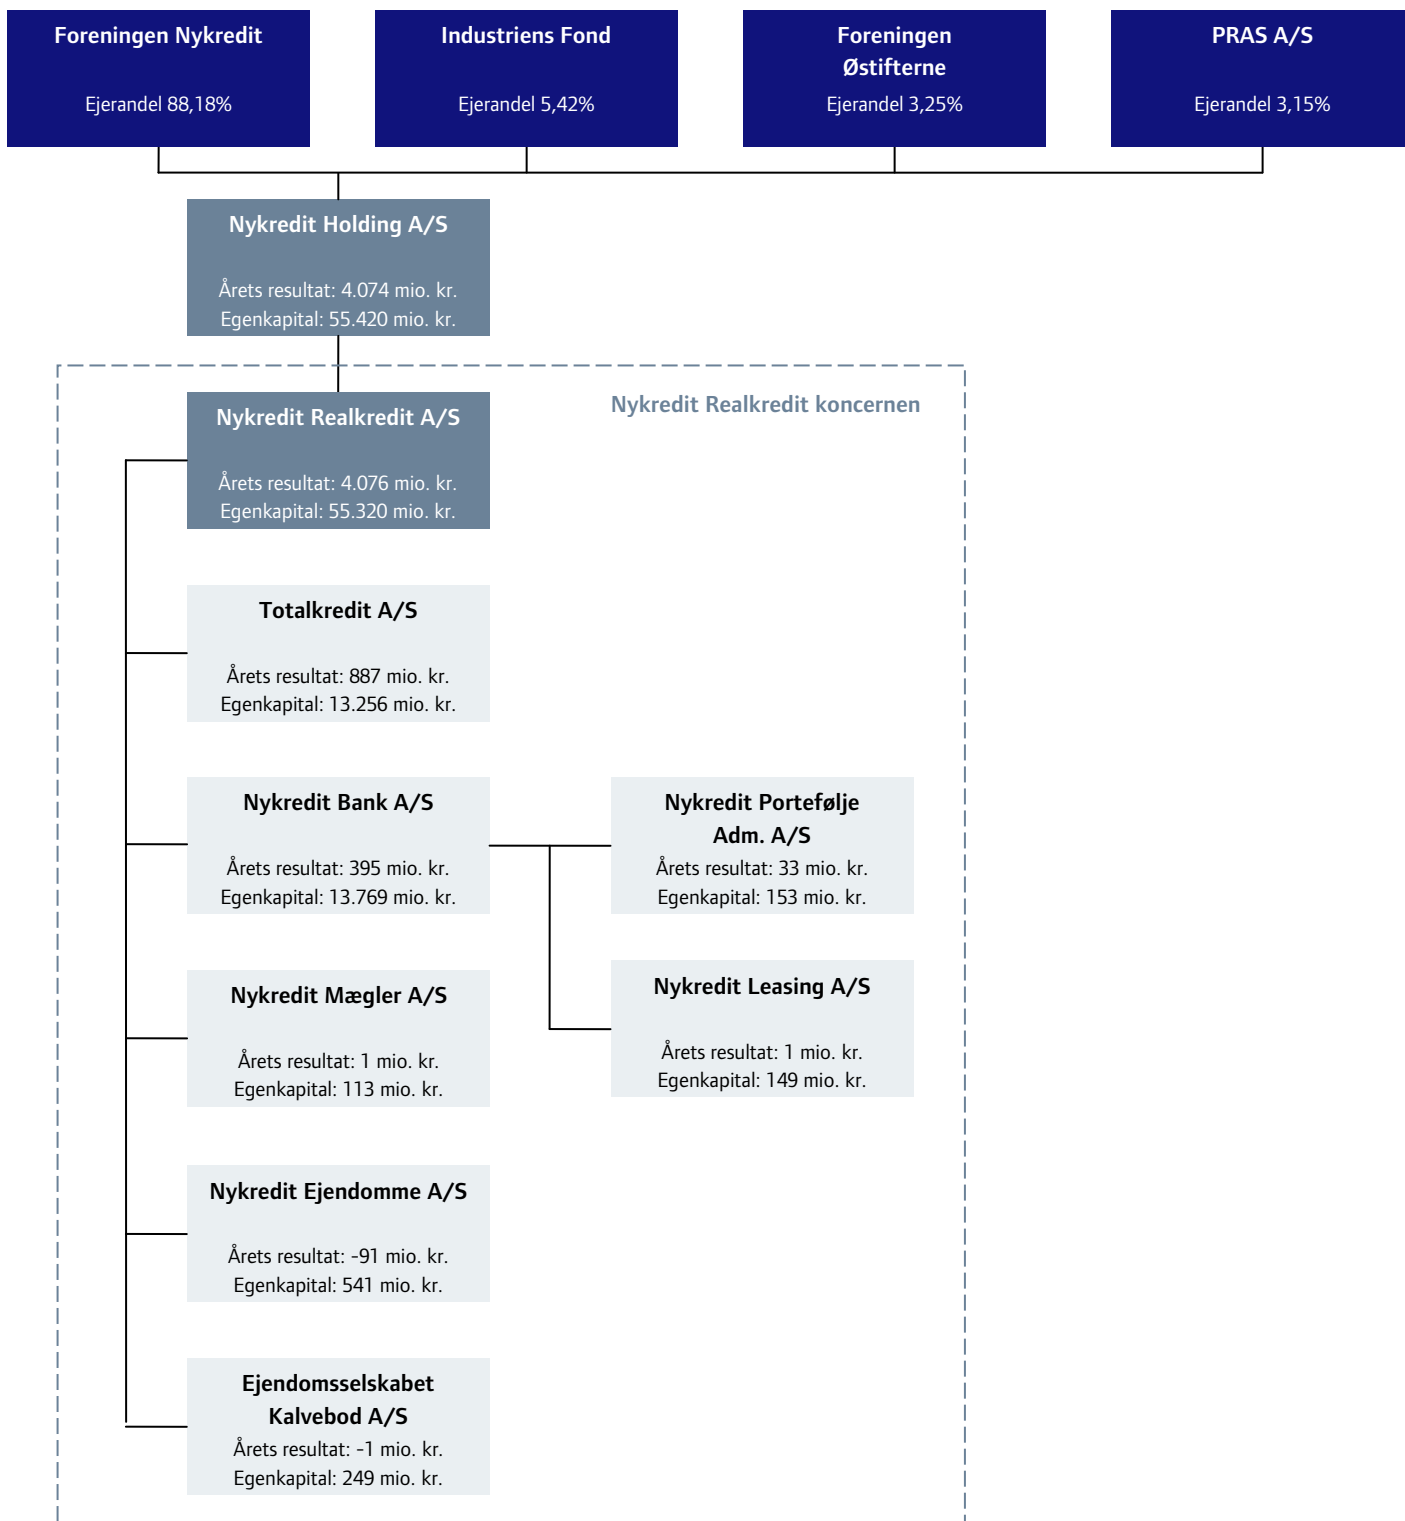 Foreningen Nykredit
Ejerandel 88,18%
Industriens Fond
Ejerandel 5,42%
Foreningen
Østifterne
Ejerandel 3,25%
PRAS A/S
Ejerandel 3,15%
Nykredit Holding A/S
Årets resultat: 4.074 mio. kr.
Egenkapital: 55.420 mio. kr.
Nykredit Realkredit koncernen
Nykredit Realkredit A/S
Årets resultat: 4.076 mio. kr.
Egenkapital: 55.320 mio. kr.
Totalkredit A/S
Årets resultat: 887 mio. kr.
Egenkapital: 13.256 mio. kr.
Nykredit Bank A/S
Årets resultat: 395 mio. kr.
Egenkapital: 13.769 mio. kr.
Nykredit Portefølje
Adm. A/S
Årets resultat: 33 mio. kr.
Egenkapital: 153 mio. kr.
Nykredit Mægler A/S
Årets resultat: 1 mio. kr.
Egenkapital: 113 mio. kr.
Nykredit Leasing A/S
Årets resultat: 1 mio. kr.
Egenkapital: 149 mio. kr.
Nykredit Ejendomme A/S
Årets resultat: -91 mio. kr.
Egenkapital: 541 mio. kr.
Ejendomsselskabet
Kalvebod A/S
Årets resultat: -1 mio. kr.
Egenkapital: 249 mio. kr.